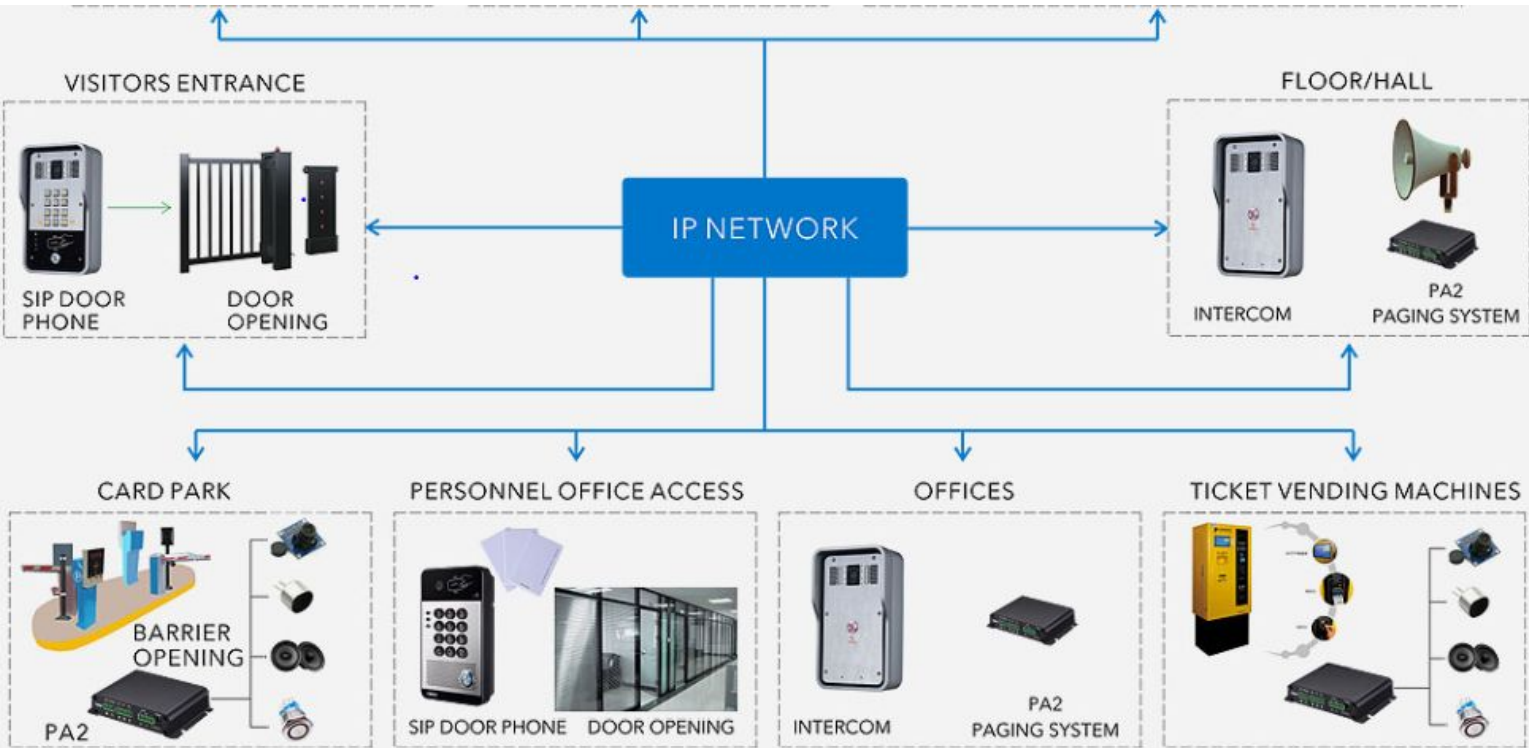 VISITORS ENTRANCE
FLOOR/HALL
IP NETWORK
SIP DOOR
PHONE
DOOR
OPENING
INTERCOM
PA2
PAGING SYSTEM
CARD PARK
PERSONNEL OFFICE ACCESS
OFFICES
TICKET VENDING MACHINES
BARRIER
OPENING
PA2
SIP DOOR PHONE
DOOR OPENING
INTERCOM
PA2
PAGING SYSTEM